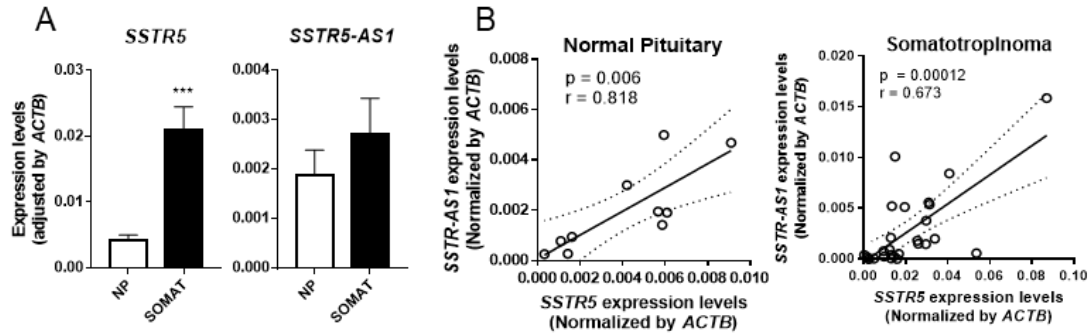 A
SSTR5
SSTR5-AS1
Expression levels
(adjusted by ACTB)
0.03
0.02
0.01
0.00
***
NP
SOMAT
0.004
0.003
0.002
0.001
0.000
NP
SOMAT
B
Normal Pituitary
p = 0.006
r = 0.818
SSTR-AS1 expression levels
(Normalized by ACTB)
0.008
0.006
0.004
0.002
0.000
0.000 0.002 0.004 0.006 0.008 0.010
SSTR5 expression levels
(Normalized by ACTB)
Somatotropinoma
p = 0.00012
r = 0.673
SSTR-AS1 expression levels
(Normalized by ACTB)
0.020
0.015
0.010
0.005
0.000
0.00 0.02 0.04 0.06 0.08 0.10
SSTR5 expression levels
(Normalized by ACTB)